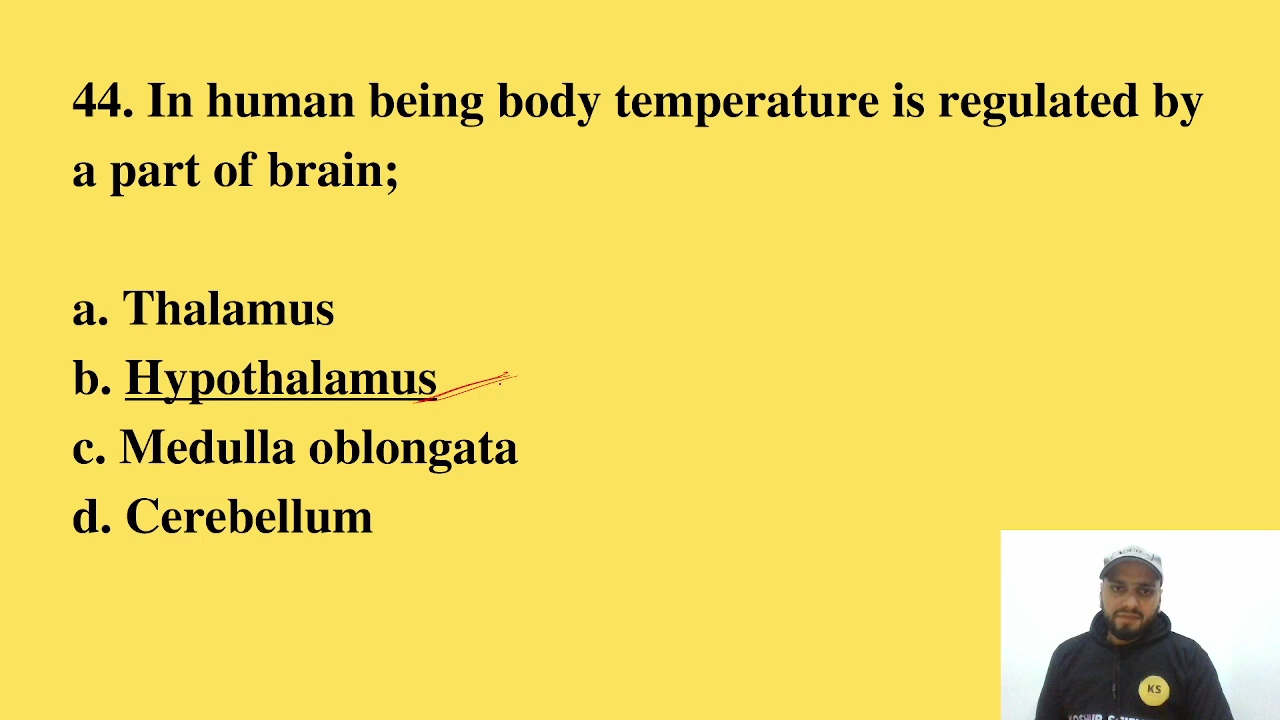 44. In human being body temperature is regulated by
a part of brain;
a. Thalamus
b. Hypothalamus
c. Medulla oblongata
d. Cerebellum
KS